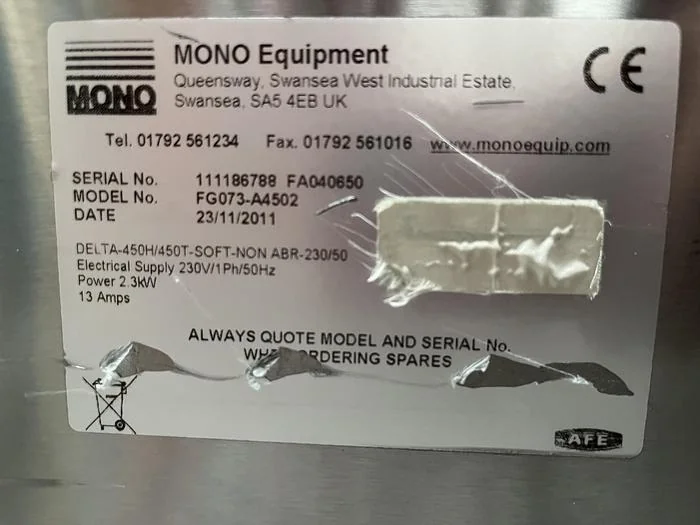 MONO Equipment
MONO
Queensway, Swansea West Industrial Estate,
Swansea, SA5 4EB UK
CE
Tel. 01792 561234 Fax. 01792 561016 www.monoequip.com
SERIAL No. 111186788 FA040650
MODEL No. FG073-A4502
DATE 23/11/2011
DELTA-450H/450T-SOFT-NON ABR-230/50
Electrical Supply 230V/1Ph/50Hz
Power 2.3kW
13 Amps
ALWAYS QUOTE MODEL AND SERIAL No.
ORDERING SPARES
AFE